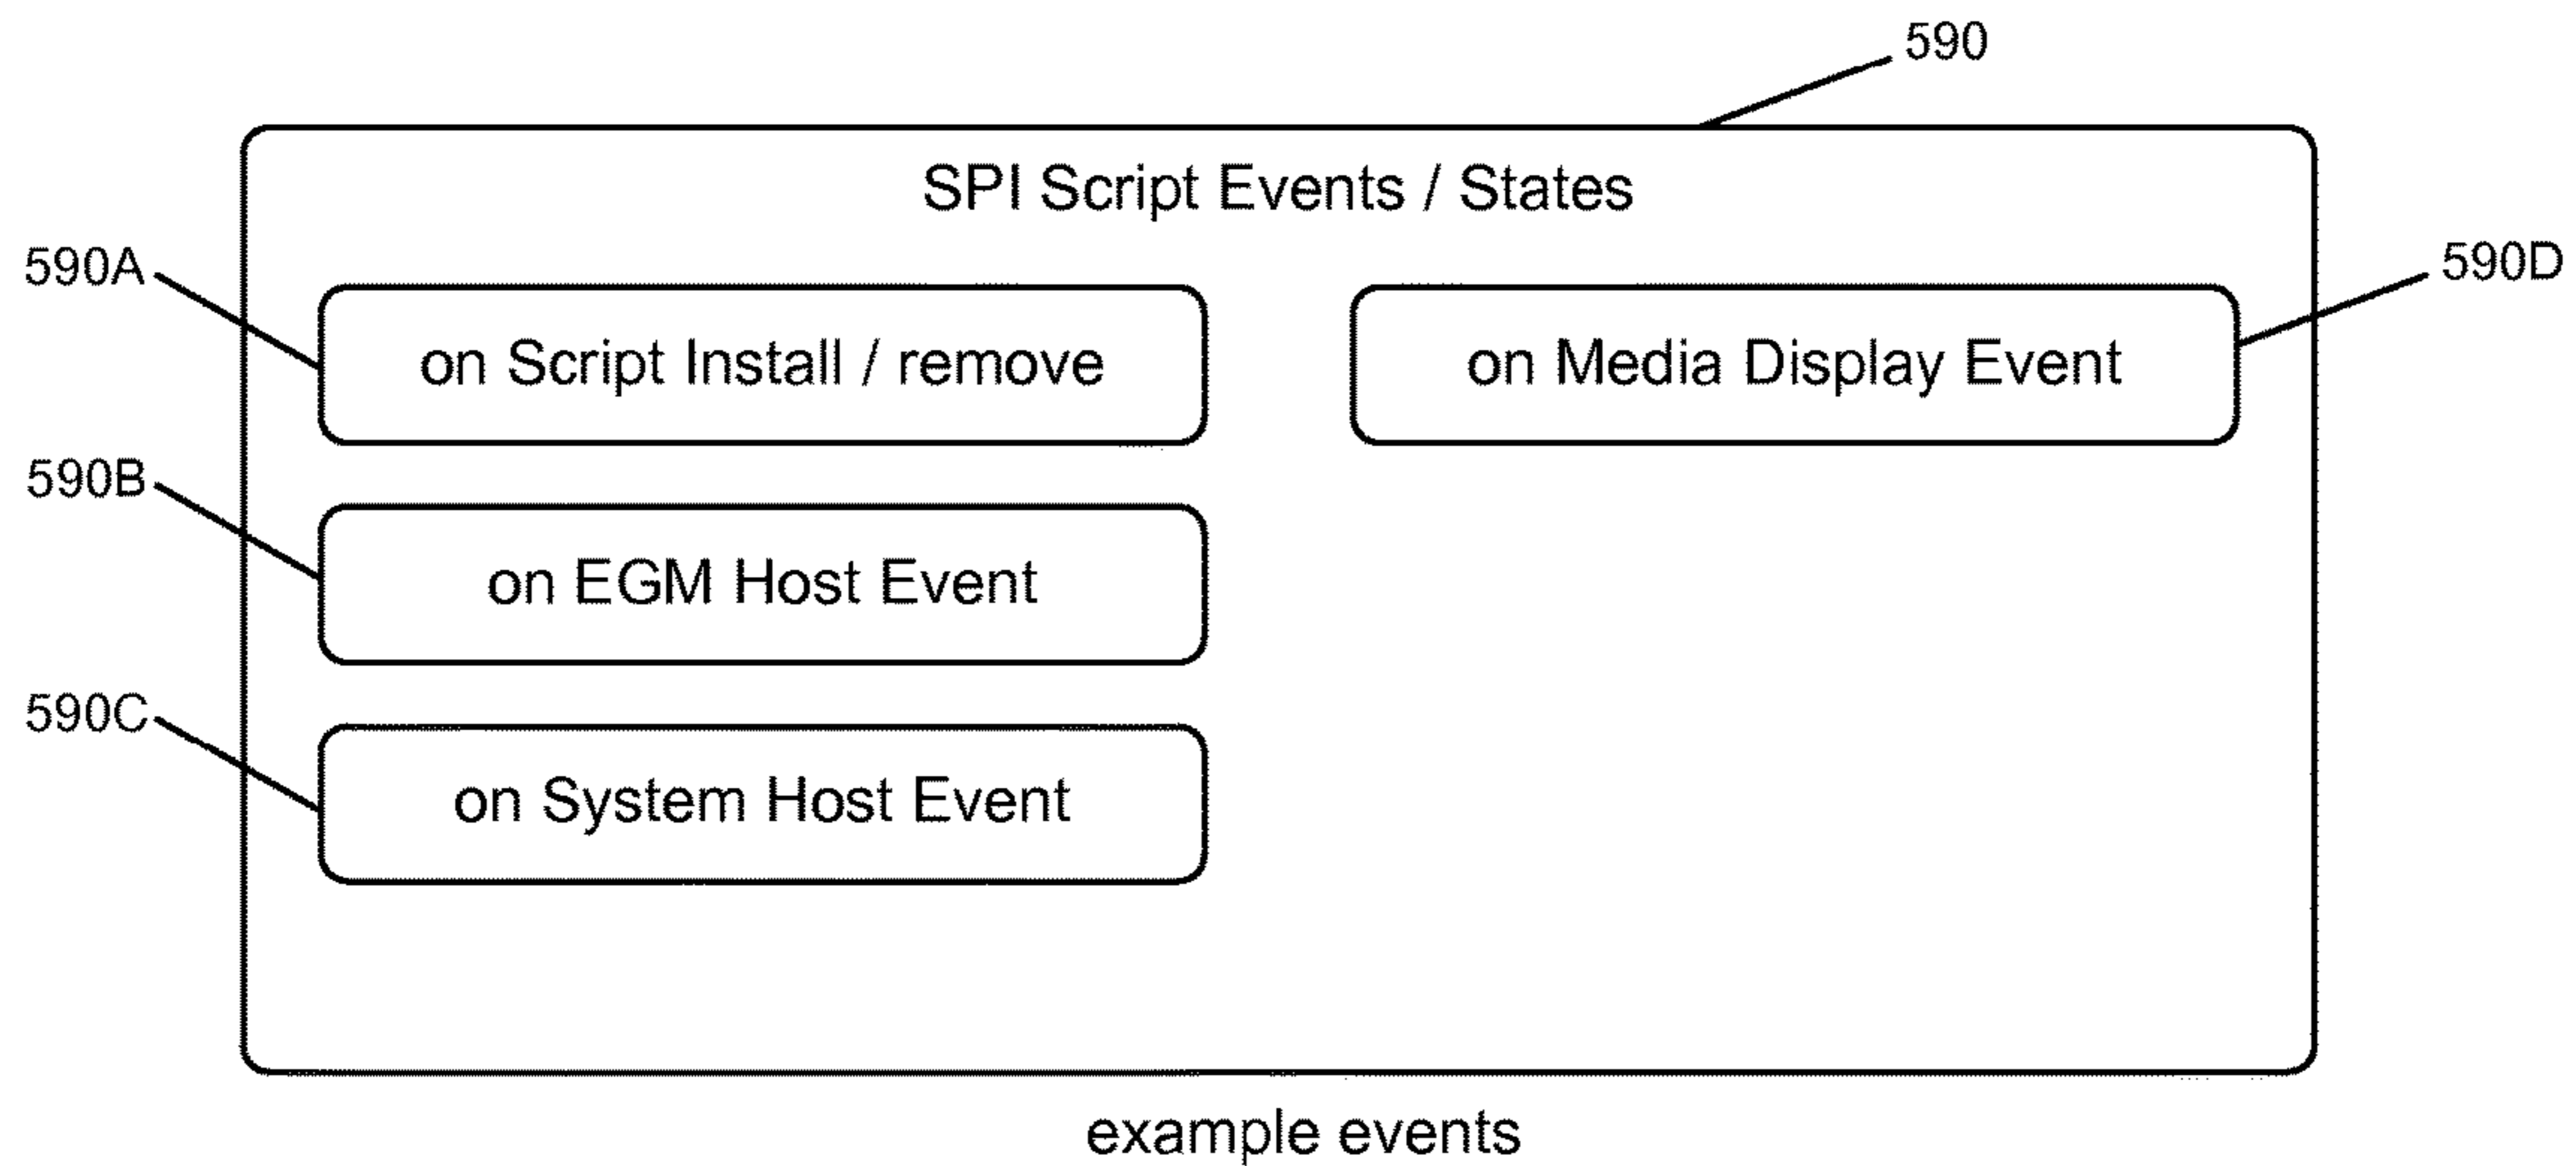 590
SPI Script Events / States
590A
590D
on Script Install / remove
on Media Display Event
590B
on EGM Host Event
590C
on System Host Event
example events